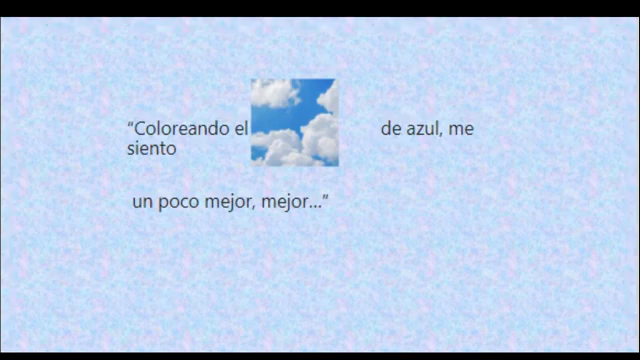 “Coloreando el de azul, me
siento
un poco mejor, mejor...”